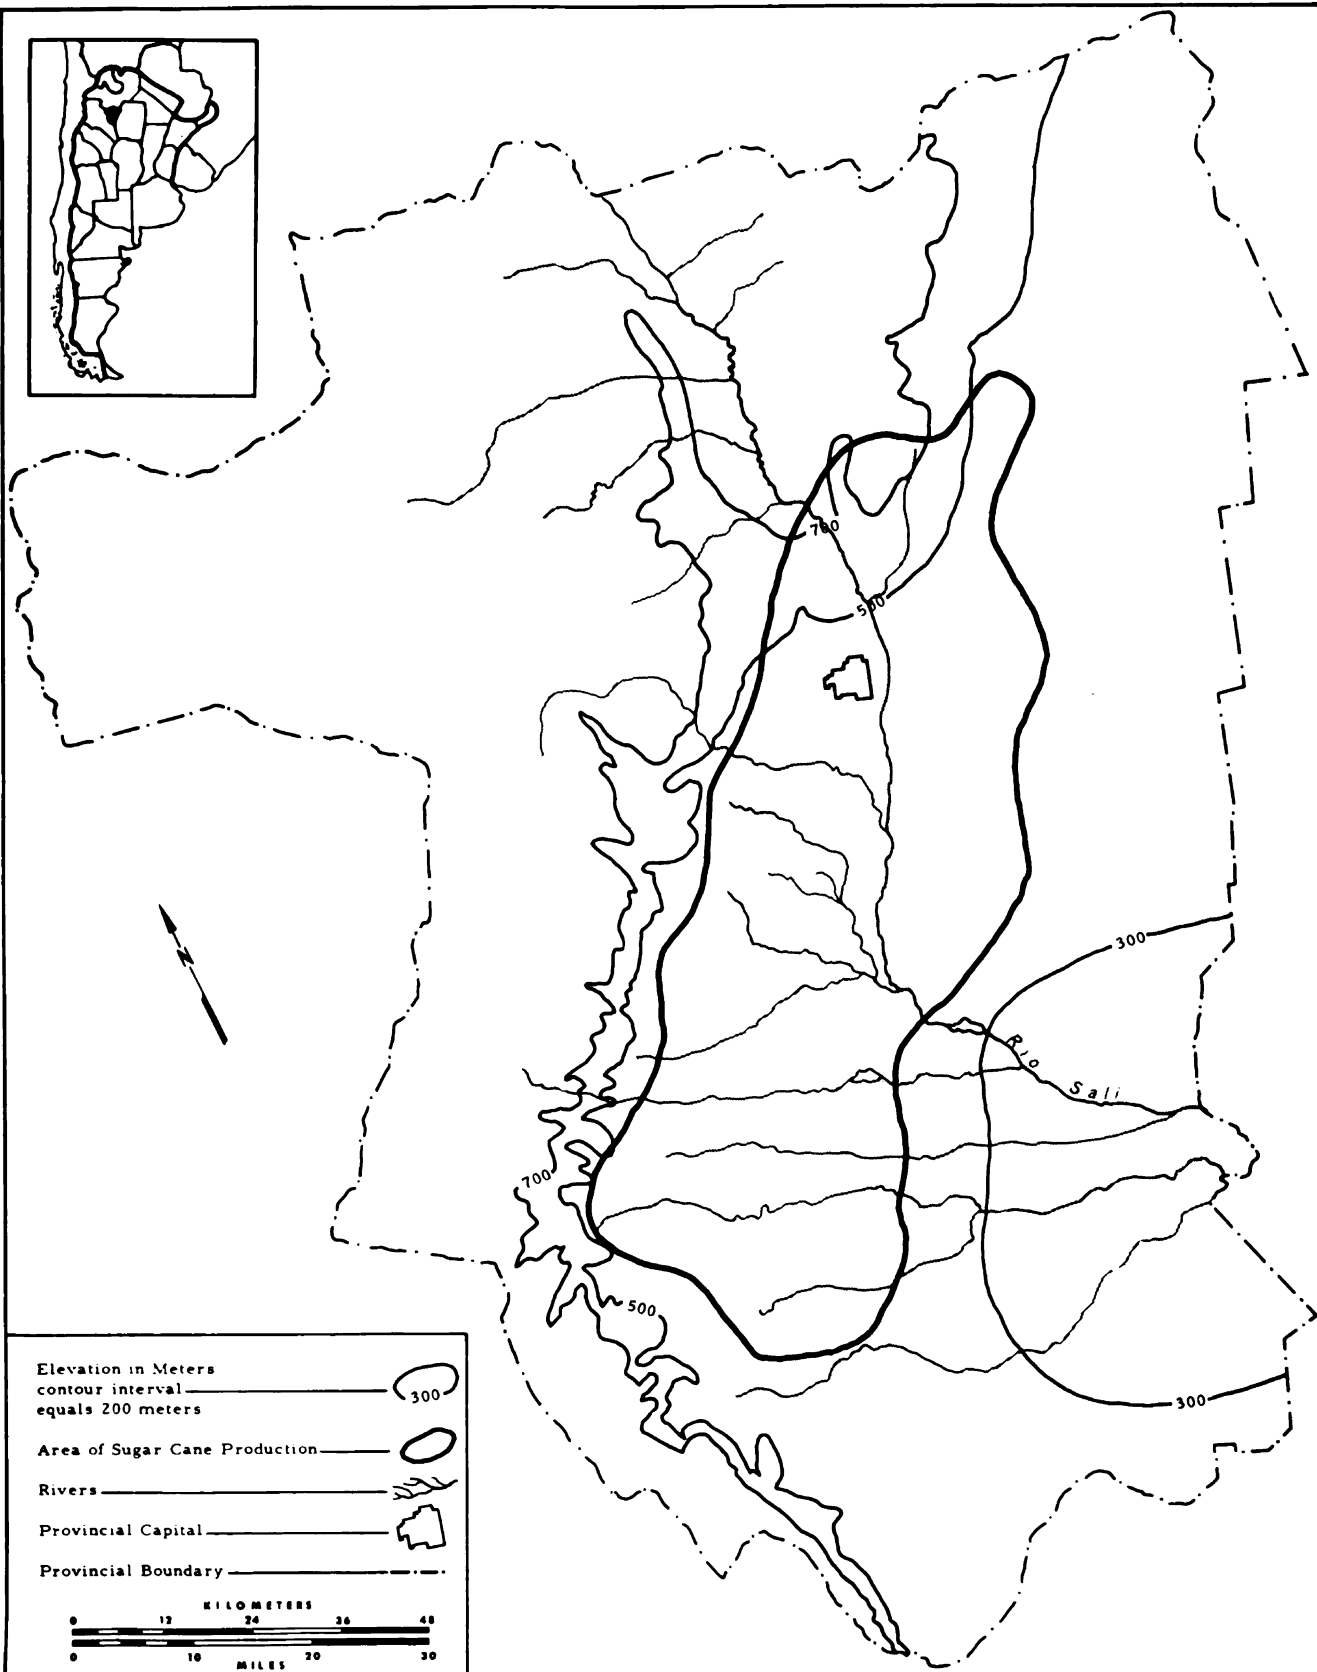 N
700
500
300
Rio Sali
700
500
300
Elevation in Meters
contour interval
equals 200 meters
300
Area of Sugar Cane Production
Rivers
Provincial Capital
Provincial Boundary
KILOMETERS
0 12 24 36 48
0 10 20 30
MILES